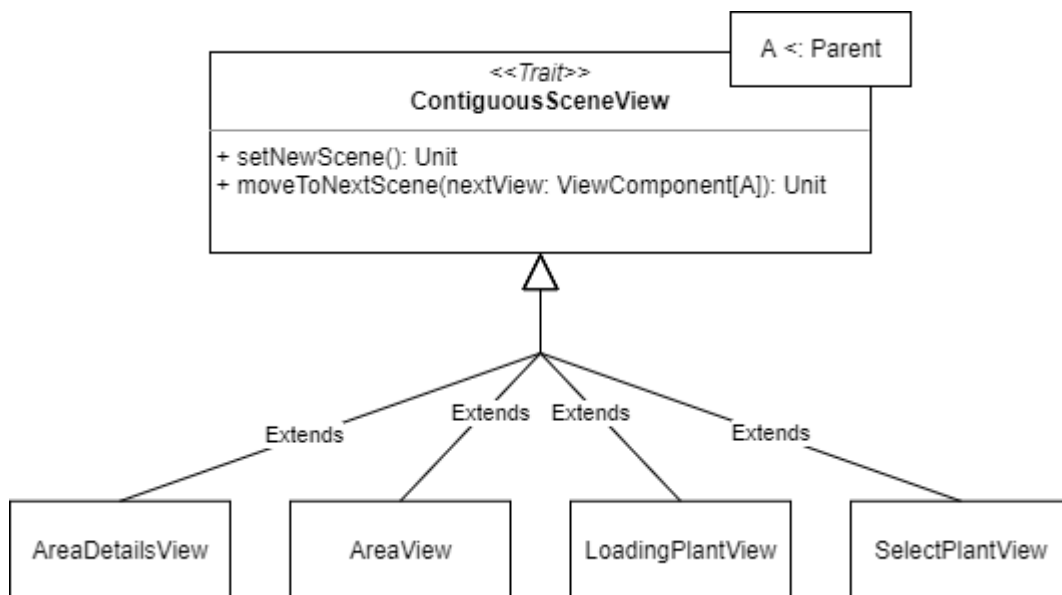 A <: Parent
<<Trait>>
ContiguousSceneView
+ setNewScene(): Unit
+ moveToNextScene(nextView: ViewComponent[A]): Unit
Extends Extends
Extends Extends
AreaDetailsView AreaView LoadingPlantView SelectPlantView